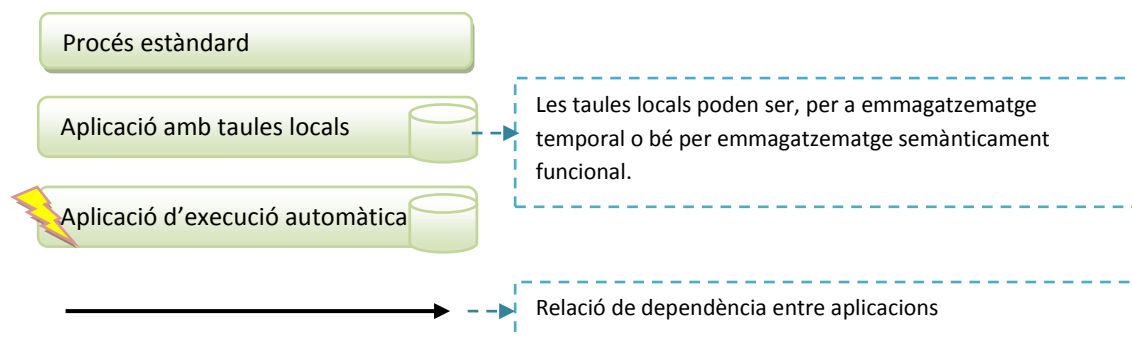 Procés estàndard
Aplicació amb taules locals
Les taules locals poden ser, per a emmagatzematge
temporal o bé per emmagatzematge semànticament
funcional.
Aplicació d'execució automàtica
Relació de dependència entre aplicacions